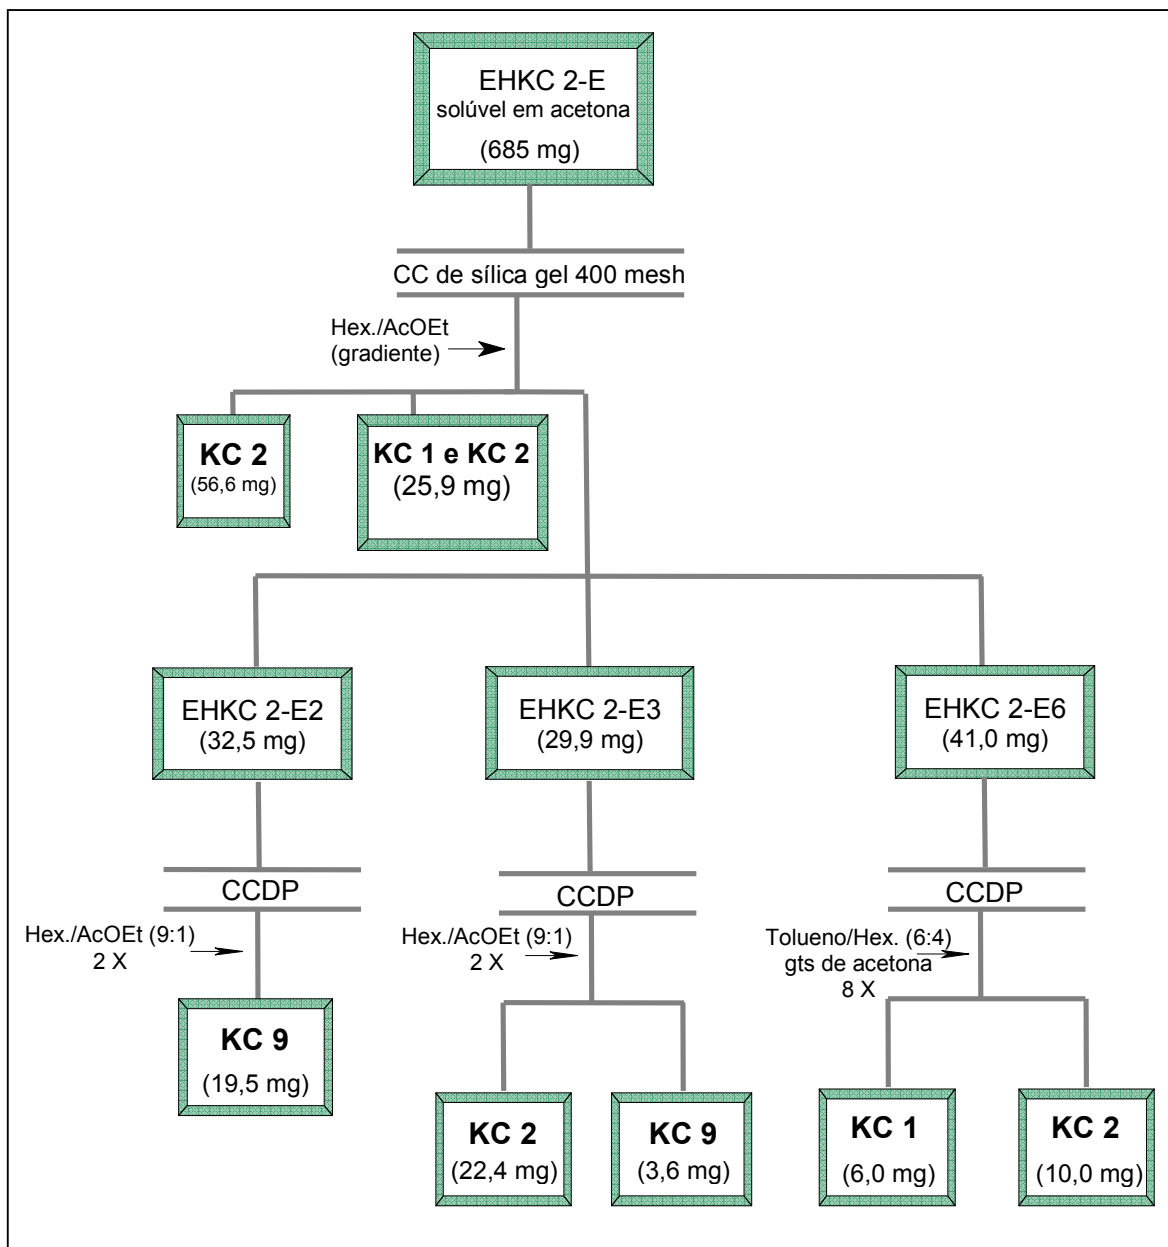 EHKC 2-E
solúvel em acetona
(685 mg)
CC de sílica gel 400 mesh
Hex./AcOEt
(gradiente)
KC 2
(56,6 mg)
KC 1 e KC 2
(25,9 mg)
EHKC 2-E2
(32,5 mg)
EHKC 2-E3
(29,9 mg)
EHKC 2-E6
(41,0 mg)
CCDP
CCDP
CCDP
Hex./AcOEt (9:1)
2 X
Hex./AcOEt (9:1)
2 X
Tolueno/Hex. (6:4)
gts de acetona
8 X
KC 9
(19,5 mg)
KC 2
(22,4 mg)
KC 9
(3,6 mg)
KC 1
(6,0 mg)
KC 2
(10,0 mg)